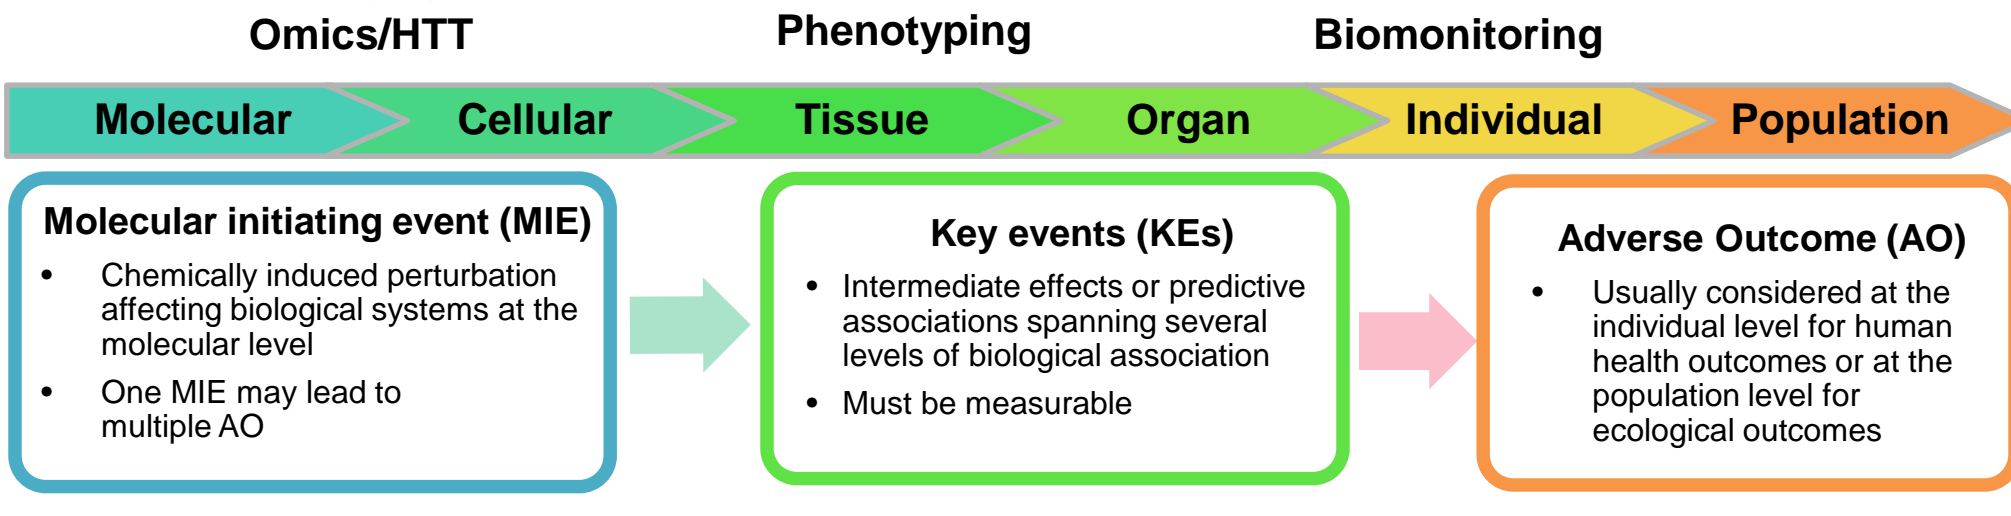 Omics/HTT
Phenotyping
Biomonitoring
Molecular
Cellular
Tissue
Organ
Individual
Population
Molecular initiating event (MIE)
• Chemically induced perturbation
affecting biological systems at the
molecular level
• One MIE may lead to
multiple AO
Key events (KEs)
• Intermediate effects or predictive
associations spanning several
levels of biological association
• Must be measurable
Adverse Outcome (AO)
• Usually considered at the
individual level for human
health outcomes or at the
population level for
ecological outcomes